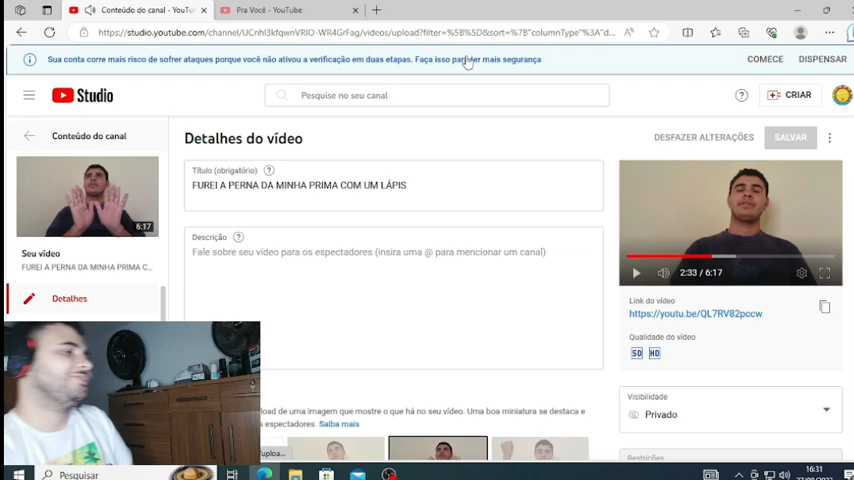 Conteúdo do canal - YouTu
Pra Você - YouTube
https://studio.youtube.com/channel/UCnhl3kfqwnVRIO-WR4GrFag/videos/upload?filter=%5B%5D&sort=%7B"columnType"%3A"d...
Sua conta corre mais risco de sofrer ataques porque você não ativou a verificação em duas etapas. Faça isso para ter mais segurança
COMECE
DISPENSAR
Studio
Pesquise no seu canal
CRIAR
Conteúdo do canal
Detalhes do vídeo
DESFAZER ALTERAÇÕES
SALVAR
Título (obrigatório)
FUREI A PERNA DA MINHA PRIMA COM UM LÁPIS
6:17
Descrição
Fale sobre seu vídeo para os espectadores (insira uma @ para mencionar um canal)
Seu vídeo
FUREI A PERNA DA MINHA PRIMA C...
2:33 / 6:17
Detalhes
Link do vídeo
https://youtu.be/QL7RV82pccw
Qualidade do vídeo
SD HD
Visibilidade
Privado
pload de uma imagem que mostre o que há no seu vídeo. Uma boa miniatura se destaca e
s espectadores. Saiba mais
/uploa...
Restrições
Pesquisar
16:31